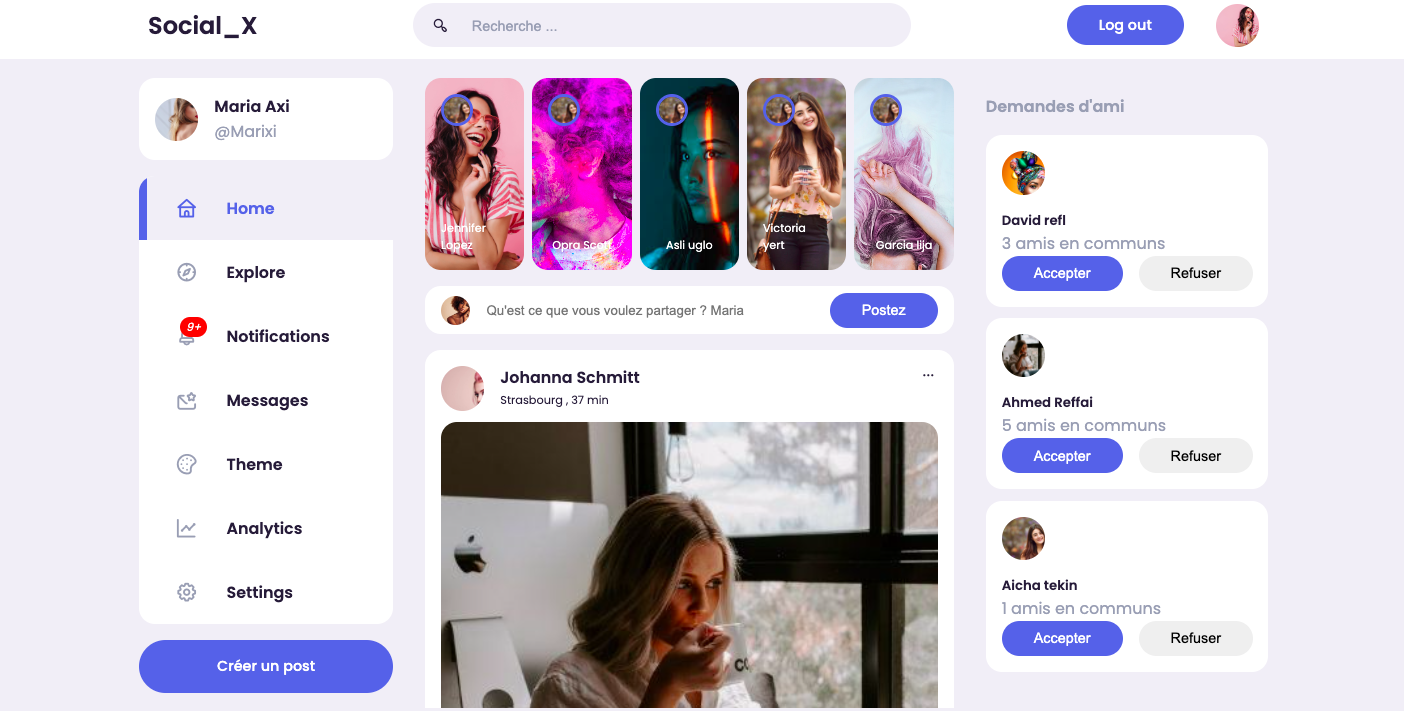 Social_X
Recherche ...
Log out
Maria Axi
@Marixi
Home
Explore
9+
Notifications
Messages
Theme
Analytics
Settings
Créer un post
Jennifer
Lopez
Opra Scott
Asli uglo
Victoria
yert
Garcia lija
Qu'est ce que vous voulez partager ? Maria
Postez
Johanna Schmitt
...
Strasbourg , 37 min
Demandes d'ami
David refl
3 amis en communs
Accepter
Refuser
Ahmed Reffai
5 amis en communs
Accepter
Refuser
Aicha tekin
1 amis en communs
Accepter
Refuser